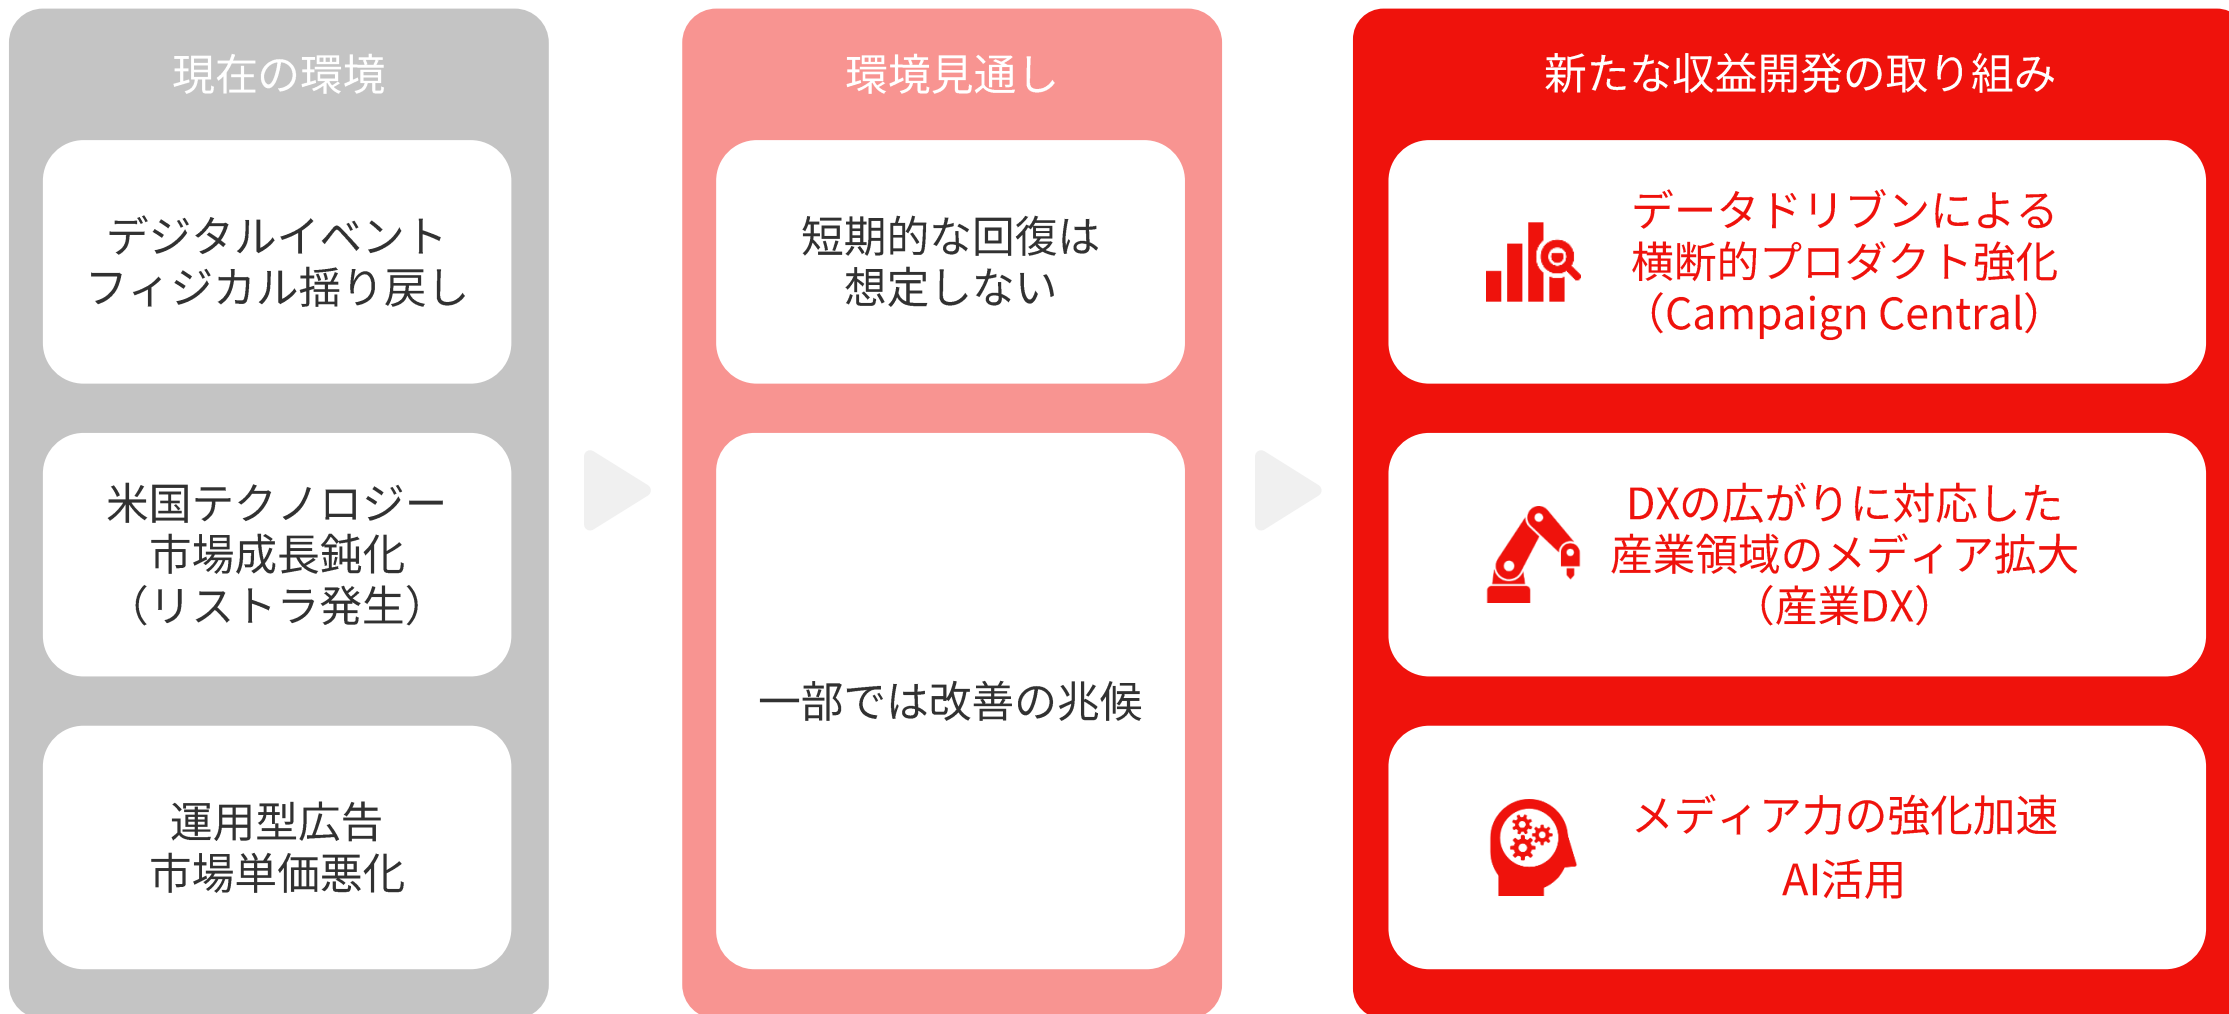 現在の環境
デジタルイベント
フィジカル揺り戻し
米国テクノロジー
市場成長鈍化
（リストラ発生）
運用型広告
市場単価悪化
環境見通し
短期的な回復は
想定しない
一部では改善の兆候
新たな収益開発の取り組み
データドリブンによる
横断的プロダクト強化
（Campaign Central）
DXの広がりに対応した
産業領域のメディア拡大
（産業DX）
メディア力の強化加速
AI活用